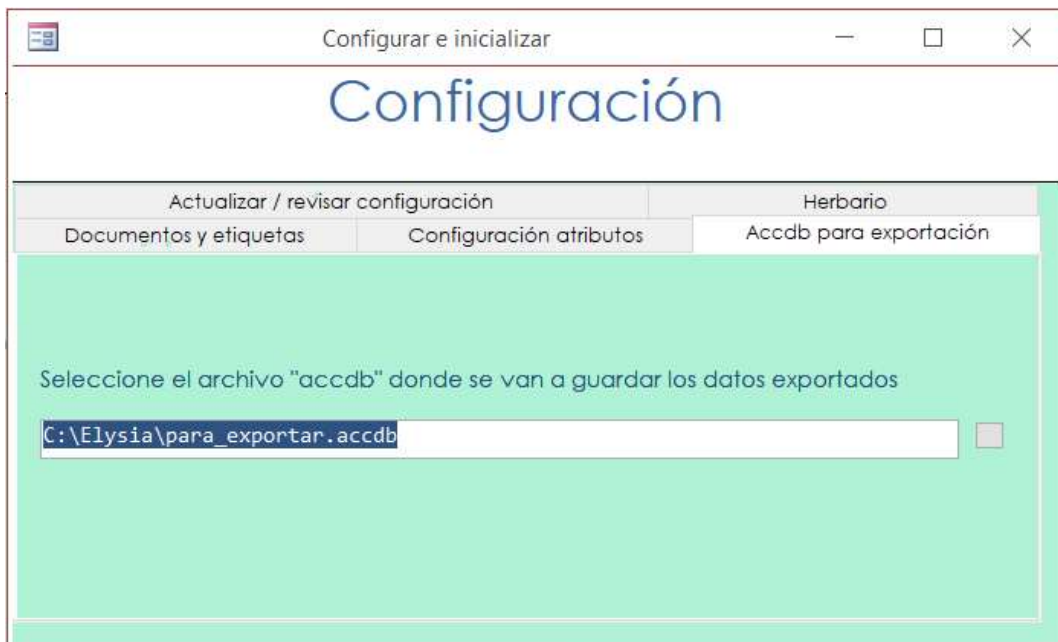 Configurar e inicializar
Configuración
Actualizar / revisar configuración Herbario
Documentos y etiquetas Configuración atributos Accdb para exportación
Seleccione el archivo "accdb" donde se van a guardar los datos exportados
C:\Elysia\para_exportar.accdb